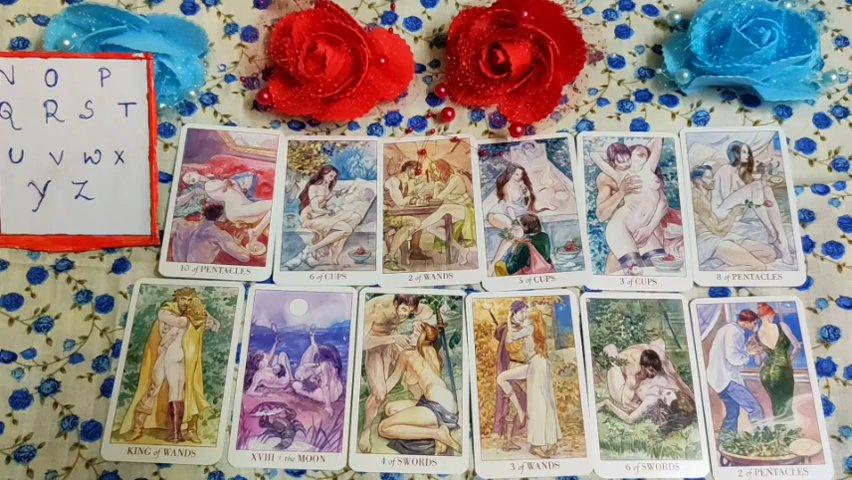 N O P
Q R S T
U V W X
Y Z
10 of PENTACLES
6 of CUPS
2 of WANDS
5 of CUPS
3 of CUPS
8 of PENTACLES
KING of WANDS
XVIII • the MOON
4 of SWORDS
3 of WANDS
6 of SWORDS
2 of PENTACLES